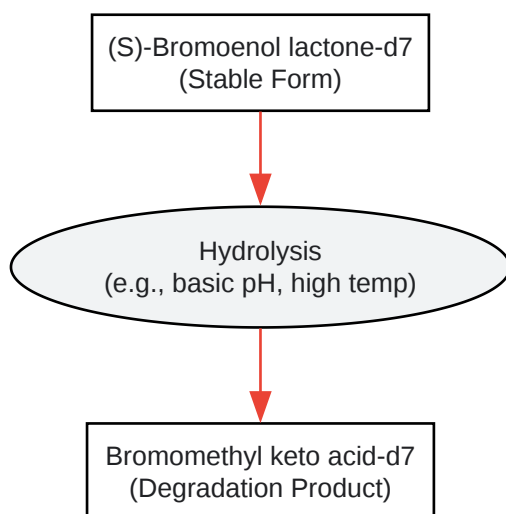 (S)-Bromoenol lactone-d7
(Stable Form)
Hydrolysis
(e.g., basic pH, high temp)
Bromomethyl keto acid-d7
(Degradation Product)